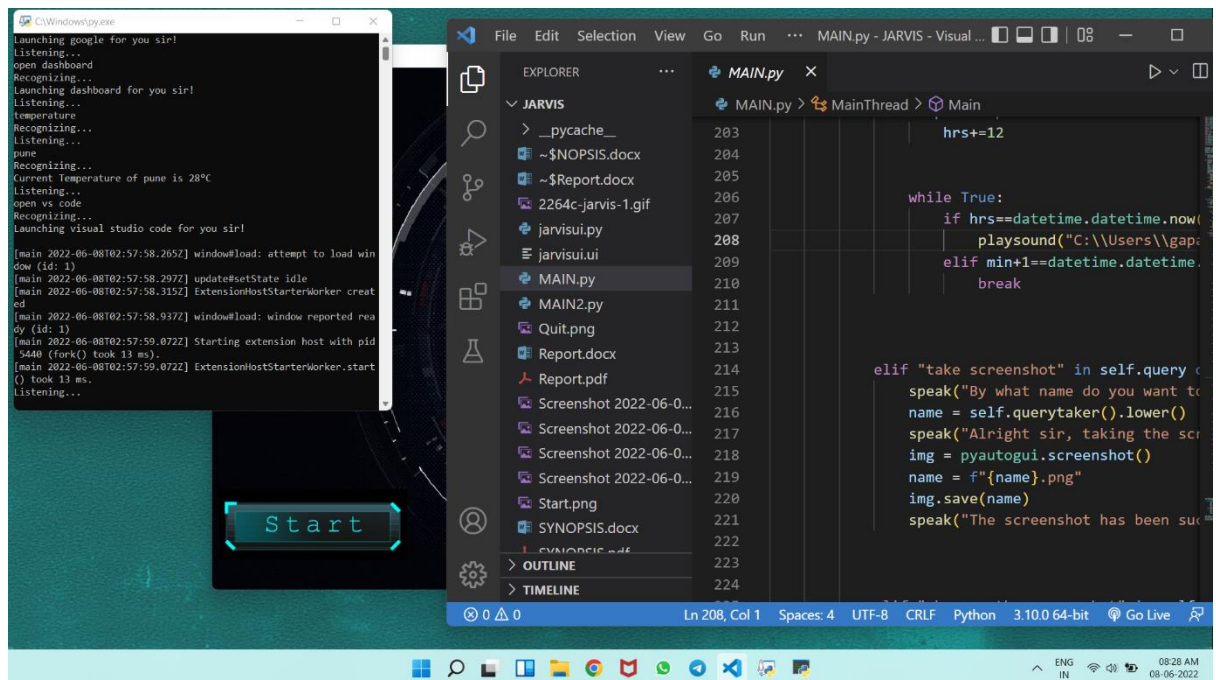 C:\Windows\py.exe
Launching google for you sir!
Listening...
open dashboard
Recognizing...
Launching dashboard for you sir!
Listening...
temperature
Recognizing...
Listening...
pune
Recognizing...
Current Temperature of pune is 28°C
Listening...
open vs code
Recognizing...
Launching visual studio code for you sir!
[main 2022-06-08T02:57:58.265Z] window#load: attempt to load win
dow (id: 1)
[main 2022-06-08T02:57:58.297Z] update#setState idle
[main 2022-06-08T02:57:58.315Z] ExtensionHostStarterWorker creat
ed
[main 2022-06-08T02:57:58.937Z] window#load: window reported rea
dy (id: 1)
[main 2022-06-08T02:57:59.072Z] Starting extension host with pid
5440 (fork() took 13 ms).
[main 2022-06-08T02:57:59.072Z] ExtensionHostStarterWorker.start
() took 13 ms.
Listening...
Start
File Edit Selection View Go Run ··· MAIN.py - JARVIS - Visual ...
EXPLORER ···
JARVIS
__pycache__
~$NOPSIS.docx
~$Report.docx
2264c-jarvis-1.gif
jarvisui.py
jarvisui.ui
MAIN.py
MAIN2.py
Quit.png
Report.docx
Report.pdf
Screenshot 2022-06-0...
Screenshot 2022-06-0...
Screenshot 2022-06-0...
Screenshot 2022-06-0...
Start.png
SYNOPSIS.docx
SYNOPSIS.pdf
OUTLINE
TIMELINE
MAIN.py
MAIN.py > MainThread > Main
203 hrs+=12
204
205
206 while True:
207 if hrs==datetime.datetime.now(
208 playsound("C:\\Users\\gapa
209 elif min+1==datetime.datetime.
210 break
211
212
213
214 elif "take screenshot" in self.query
215 speak("By what name do you want to
216 name = self.querytaker().lower()
217 speak("Alright sir, taking the scr
218 img = pyautogui.screenshot()
219 name = f"{name}.png"
220 img.save(name)
221 speak("The screenshot has been suc
222
223
224
0 0 Ln 208, Col 1 Spaces: 4 UTF-8 CRLF Python 3.10.0 64-bit Go Live
ENG
IN
08:28 AM
08-06-2022